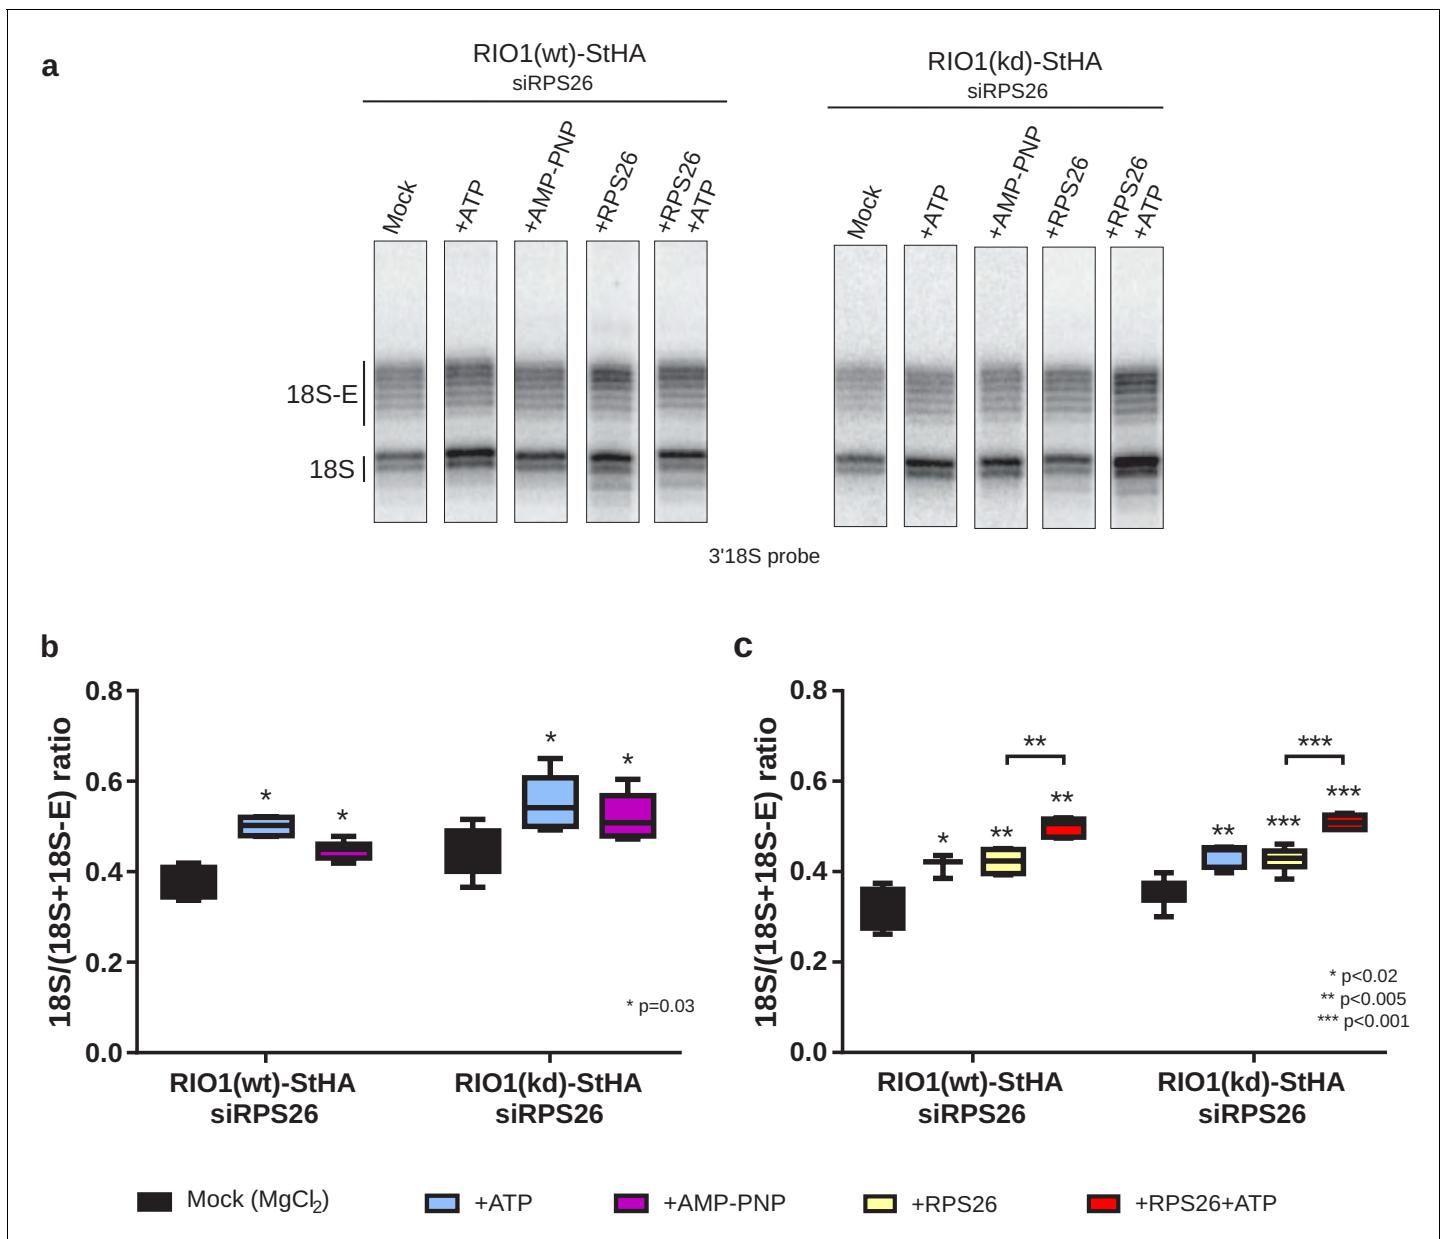 a
RIO1(wt)-StHA
siRPS26
RIO1(kd)-StHA
siRPS26
Mock
+ATP
+AMP-PNP
+RPS26
+RPS26
+ATP
Mock
+ATP
+AMP-PNP
+RPS26
+RPS26
+ATP
18S-E
18S
3'18S probe
b
18S/(18S+18S-E) ratio
0.8
0.6
0.4
0.2
0.0
*
*
*
*
* p=0.03
RIO1(wt)-StHA
siRPS26
RIO1(kd)-StHA
siRPS26
c
18S/(18S+18S-E) ratio
0.8
0.6
0.4
0.2
0.0
*
**
**
**
**
***
***
***
* p<0.02
** p<0.005
*** p<0.001
RIO1(wt)-StHA
siRPS26
RIO1(kd)-StHA
siRPS26
Mock (MgCl2)
+ATP
+AMP-PNP
+RPS26
+RPS26+ATP